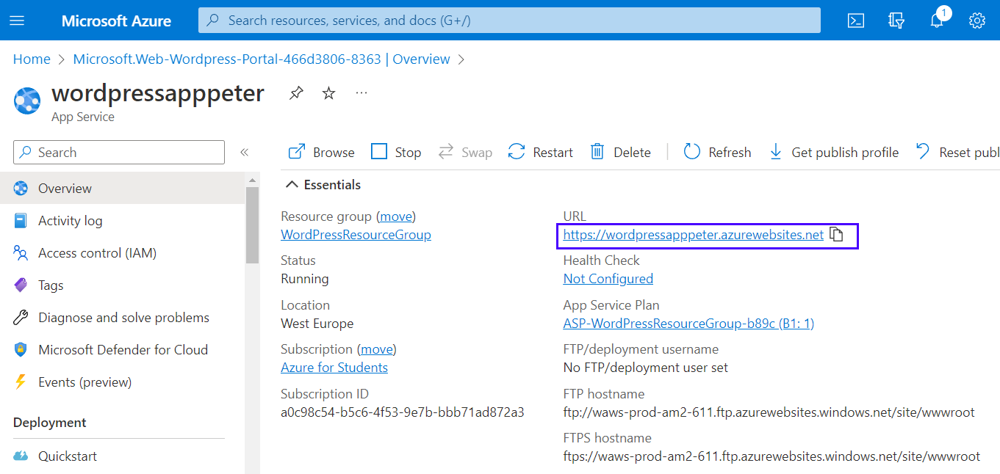 Microsoft Azure
Search resources, services, and docs (G+/)
1
Home > Microsoft.Web-Wordpress-Portal-466d3806-8363 | Overview >
wordpressapppeter
...
App Service
Search
«
Browse
Stop
Swap
Restart
Delete
Refresh
Get publish profile
Reset publ
Overview
Activity log
Access control (IAM)
Tags
Diagnose and solve problems
Microsoft Defender for Cloud
Events (preview)
Deployment
Quickstart
Essentials
Resource group (move)
WordPressResourceGroup
Status
Running
Location
West Europe
Subscription (move)
Azure for Students
Subscription ID
a0c98c54-b5c6-4f53-9e7b-bbb71ad872a3
URL
https://wordpressapppeter.azurewebsites.net
Health Check
Not Configured
App Service Plan
ASP-WordPressResourceGroup-b89c (B1: 1)
FTP/deployment username
No FTP/deployment user set
FTP hostname
ftp://waws-prod-am2-611.ftp.azurewebsites.windows.net/site/wwwroot
FTPS hostname
ftps://waws-prod-am2-611.ftp.azurewebsites.windows.net/site/wwwroot